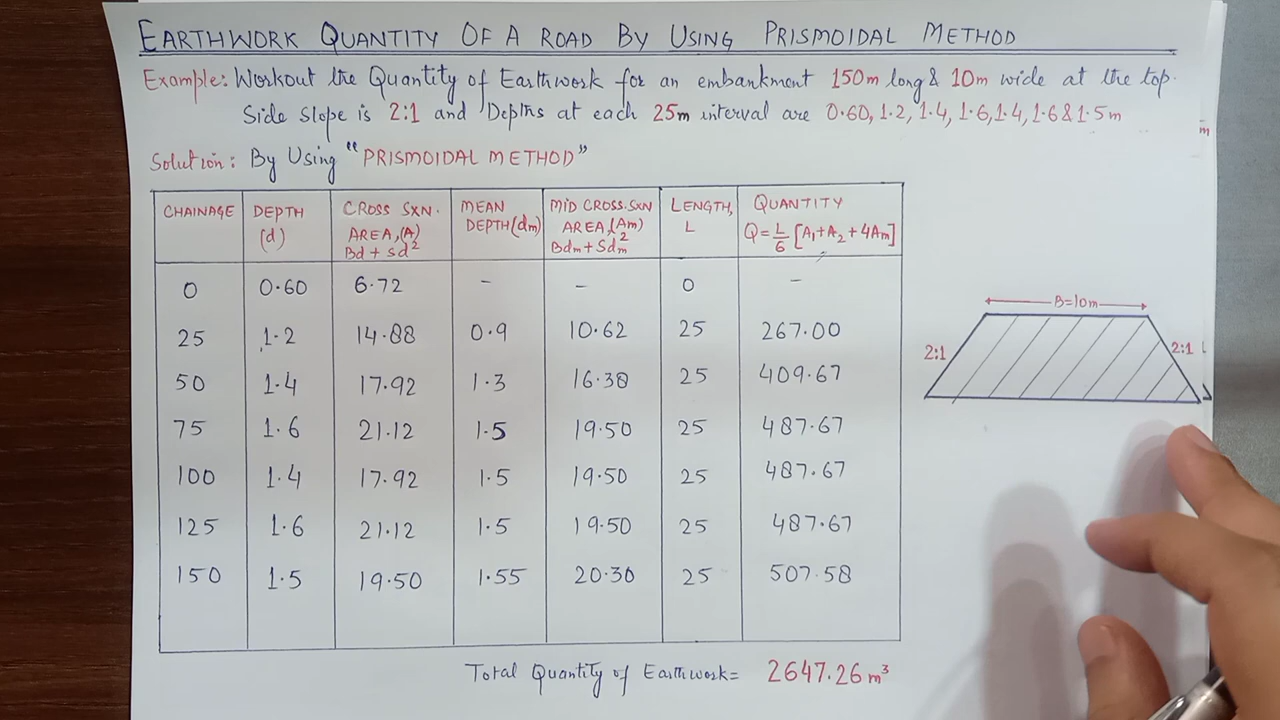 EARTHWORK QUANTITY OF A ROAD BY USING PRISMOIDAL METHOD
Example: Workout the Quantity of Earthwork for an embankment 150m long & 10m wide at the top.
Side slope is 2:1 and Depths at each 25m interval are 0.60, 1.2, 1.4, 1.6, 1.4, 1.6 & 1.5m
m
Solution: By Using "PRISMOIDAL METHOD"
CHAINAGE DEPTH (d) CROSS SXN. AREA, (A) Bd + Sd² MEAN DEPTH (dm) MID CROSS. SXN AREA, (Am) Bdm + Sdm² LENGTH, L QUANTITY Q = L/6 [A1 + A2 + 4Am]
0 0.60 6.72 - - 0 -
25 1.2 14.88 0.9 10.62 25 267.00
50 1.4 17.92 1.3 16.38 25 409.67
75 1.6 21.12 1.5 19.50 25 487.67
100 1.4 17.92 1.5 19.50 25 487.67
125 1.6 21.12 1.5 19.50 25 487.67
150 1.5 19.50 1.55 20.30 25 507.58
B=10m
2:1 2:1
Total Quantity of Earthwork = 2647.26 m³